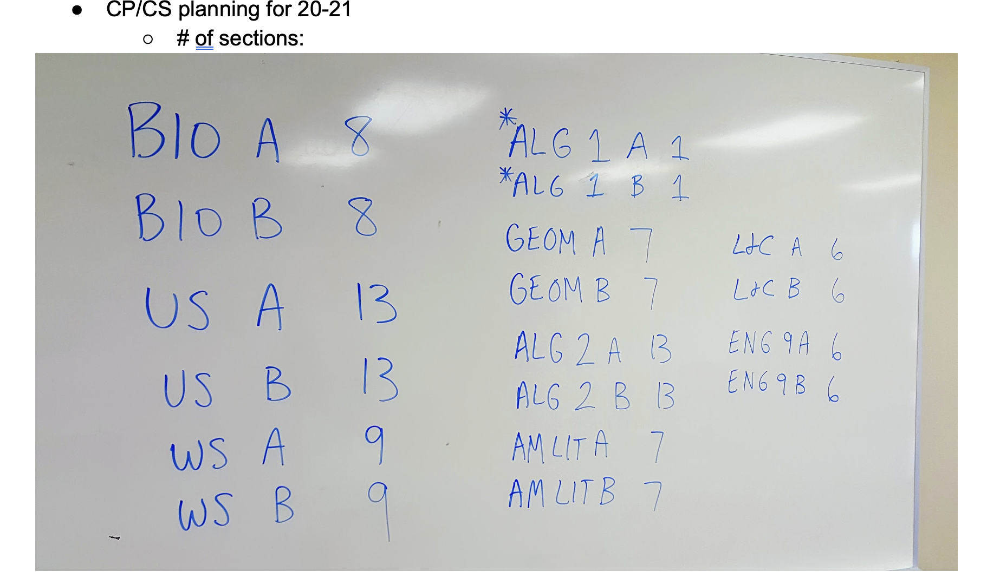 ● CP/CS planning for 20-21
○ # of sections:
BIO A 8
BIO B 8
US A 13
US B 13
WS A 9
WS B 9
*ALG 1 A 1
*ALG 1 B 1
GEOM A 7
GEOM B 7
ALG 2 A 13
ALG 2 B 13
AM LIT A 7
AM LIT B 7
L&C A 6
L&C B 6
ENG 9A 6
ENG 9B 6